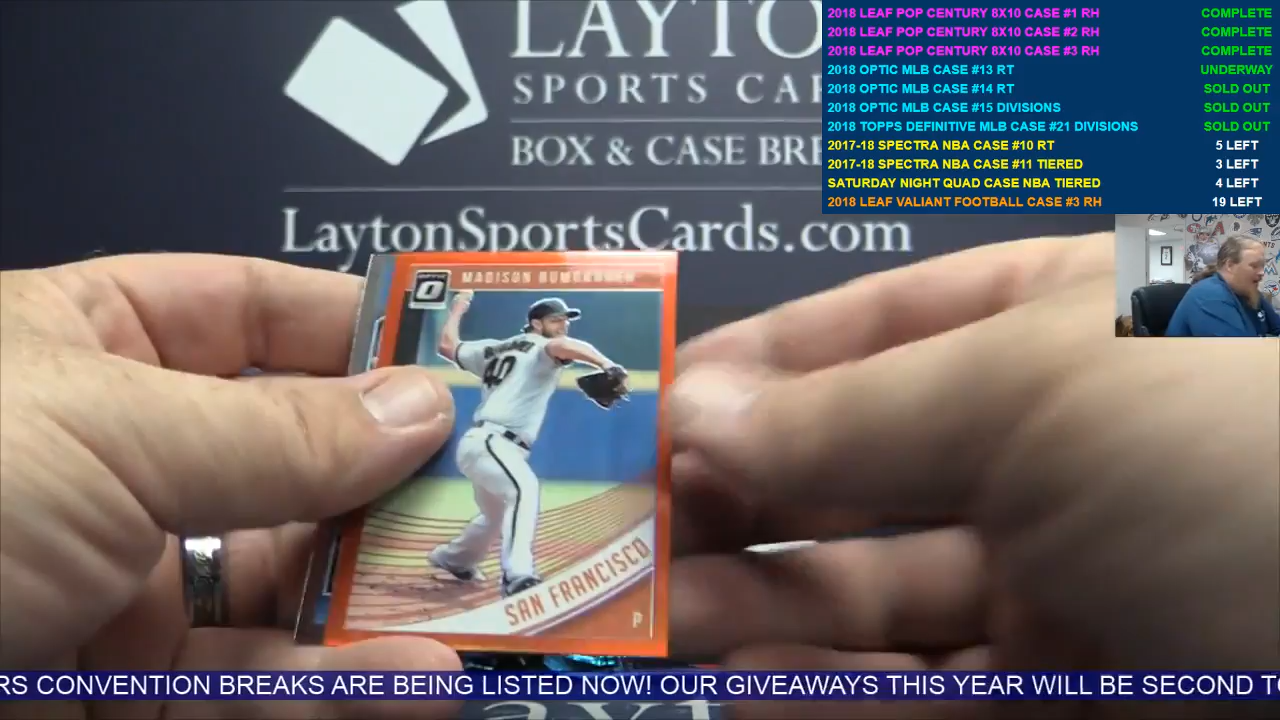 LAYTO
SPORTS CAR
BOX & CASE BRE
LaytonSportsCards.com
2018 LEAF POP CENTURY 8X10 CASE #1 RH COMPLETE
2018 LEAF POP CENTURY 8X10 CASE #2 RH COMPLETE
2018 LEAF POP CENTURY 8X10 CASE #3 RH COMPLETE
2018 OPTIC MLB CASE #13 RT UNDERWAY
2018 OPTIC MLB CASE #14 RT SOLD OUT
2018 OPTIC MLB CASE #15 DIVISIONS SOLD OUT
2018 TOPPS DEFINITIVE MLB CASE #21 DIVISIONS SOLD OUT
2017-18 SPECTRA NBA CASE #10 RT 5 LEFT
2017-18 SPECTRA NBA CASE #11 TIERED 3 LEFT
SATURDAY NIGHT QUAD CASE NBA TIERED 4 LEFT
2018 LEAF VALIANT FOOTBALL CASE #3 RH 19 LEFT
OPTIC
MADISON BUMGARNER
40
SAN FRANCISCO
P
RS CONVENTION BREAKS ARE BEING LISTED NOW! OUR GIVEAWAYS THIS YEAR WILL BE SECOND TO